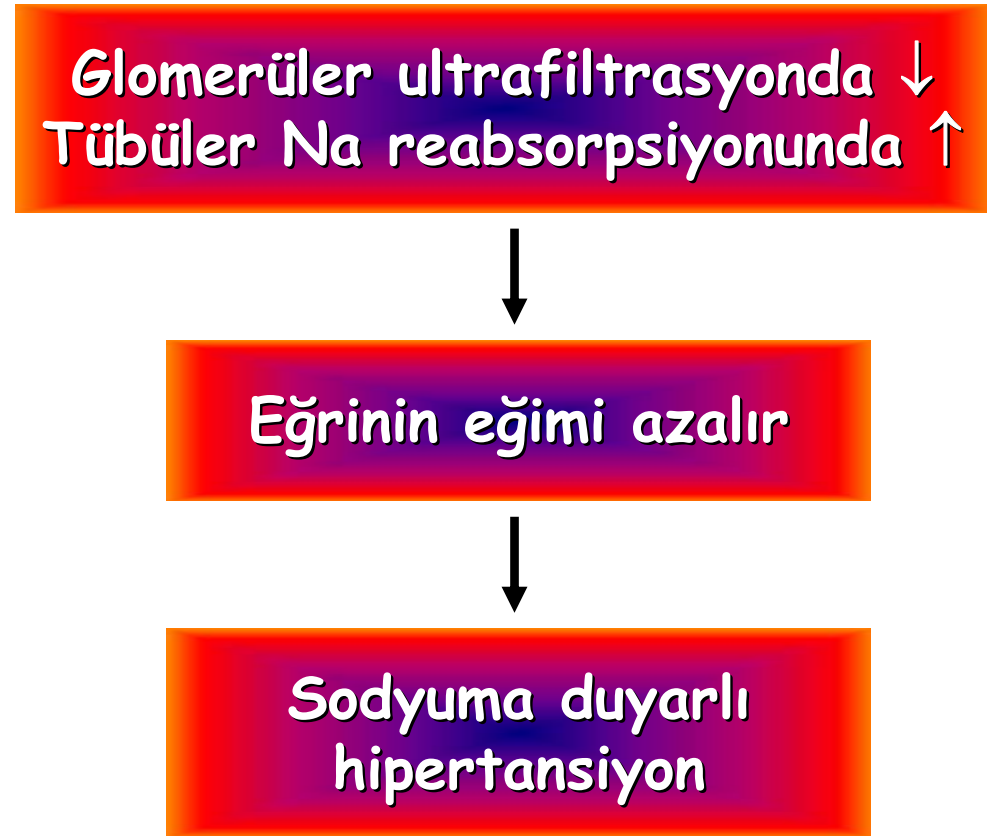 Glomerüler ultrafiltrasyonda ↓
Tübüler Na reabsorpsiyonunda ↑
Eğrinin eğimi azalır
Sodyuma duyarlı
hipertansiyon